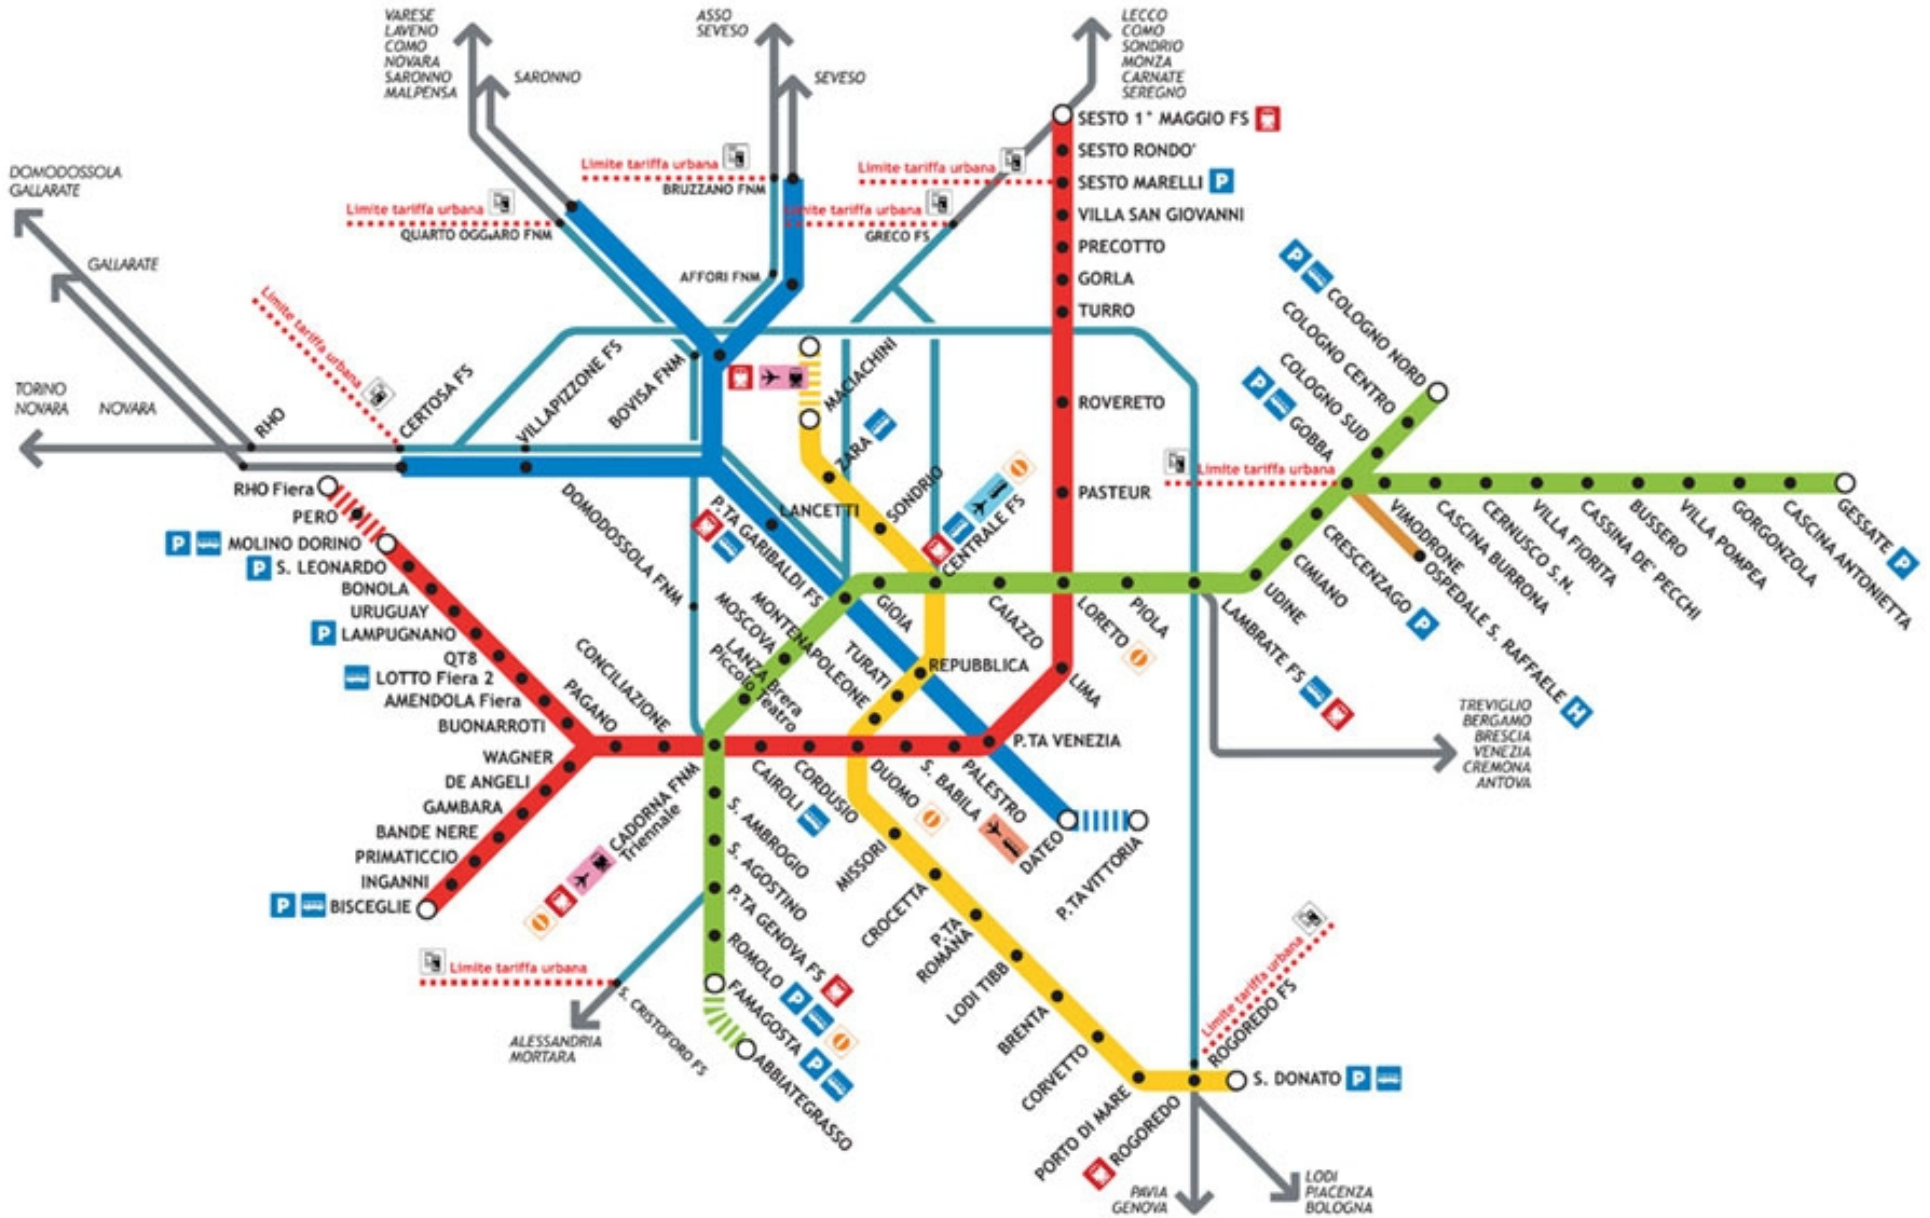 VARESE
LAVENO
COMO
NOVARA
SARONNO
MALPENSA
SARONNO
ASSO
SEVESO
SEVESO
LECCO
COMO
SONDRIO
MONZA
CARNATE
SEREGNO
DOMODOSSOLA
GALLARATE
GALLARATE
TORINO
NOVARA
NOVARA
RHO
Limite tariffa urbana
CERTOSA FS
VILLAPIZZONE FS
BOVISA FNM
Limite tariffa urbana
QUARTO OGGIARO FNM
Limite tariffa urbana
BRUZZANO FNM
AFFORI FNM
Limite tariffa urbana
Limite tariffa urbana
GRECO FS
SESTO 1° MAGGIO FS
SESTO RONDO'
SESTO MARELLI P
VILLA SAN GIOVANNI
PRECOTTO
GORLA
TURRO
ROVERETO
PASTEUR
P COLOGNO NORD
COLOGNO CENTRO
COLOGNO SUD
P GOBBA
Limite tariffa urbana
VIMODRONE
CASCINA BURRONA
CERNUSCO S.N.
VILLA FIORITA
CASSINA DE' PECCHI
BUSSERO
VILLA POMPEA
GORGONZOLA
CASCINA ANTONIETTA
GESSATE P
OSPEDALE S. RAFFAELE H
CRESCENZAGO P
CIMIANO
UDINE
LAMBRATE FS
PIOLA
LORETO
CAIAZZO
LIMA
MACIACHINI
ZARA
SONDRIO
CENTRALE FS
LANCETTI
P.TA GARIBALDI FS
DOMODOSSOLA FNM
GIOIA
MONTENAPOLEONE
MOSCOVA
TURATI
REPUBBLICA
LANZA Brera
Piccolo Teatro
RHO Fiera
PERO
P MOLINO DORINO
P S. LEONARDO
BONOLA
URUGUAY
P LAMPUGNANO
QT8
LOTTO Fiera 2
AMENDOLA Fiera
BUONARROTI
PAGANO
CONCILIAZIONE
WAGNER
DE ANGELI
GAMBARA
BANDE NERE
PRIMATICCIO
INGANNI
P BISCEGLIE
CADORNA FNM
Triennale
CAIROLI
CORDUSIO
DUOMO
S. BABILA
PALESTRO
P.TA VENEZIA
DATEO
P.TA VITTORIA
TREVIGLIO
BERGAMO
BRESCIA
VENEZIA
CREMONA
ANTOVA
S. AMBROGIO
S. AGOSTINO
P.TA GENOVA FS
ROMOLO P
FAMAGOSTA P
ABBIATEGRASSO
Limite tariffa urbana
S. CRISTOFORO FS
ALESSANDRIA
MORTARA
MISSORI
CROCETTA
P.TA
ROMANA
LODI TIBB
BRENTA
CORVETTO
PORTO DI MARE
ROGOREDO
Limite tariffa urbana
ROGOREDO FS
S. DONATO P
PAVIA
GENOVA
LODI
PIACENZA
BOLOGNA